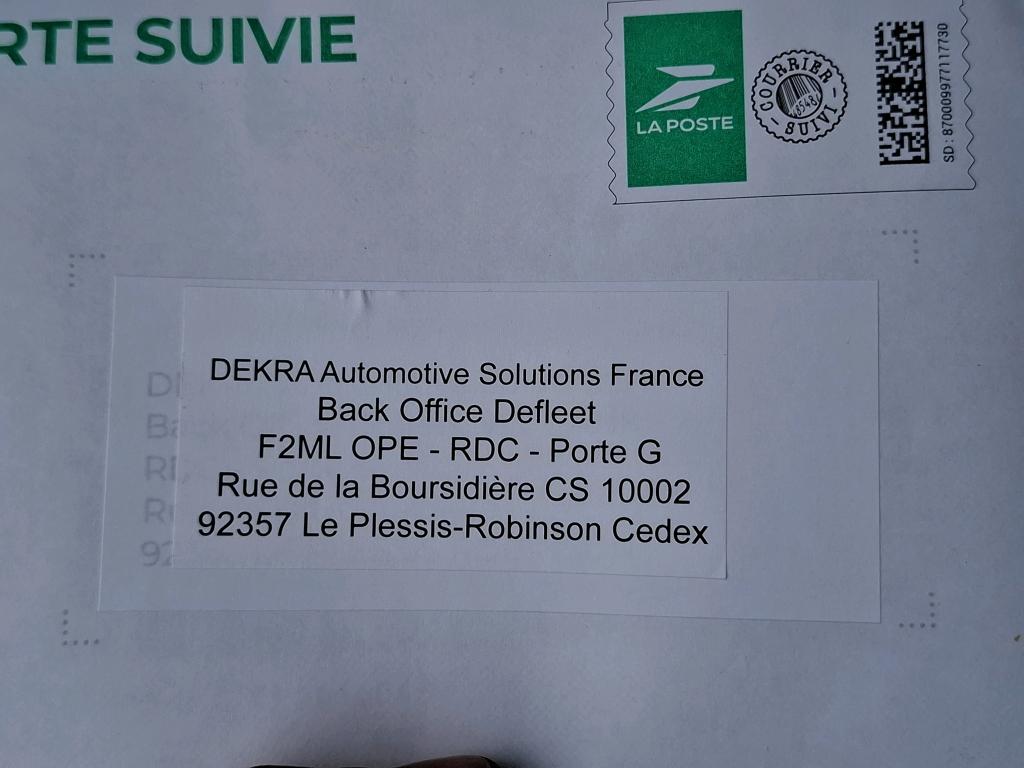 RTE SUIVIE
LA POSTE
COURRIER
SUIVI
SD : 870009977117730
DEKRA Automotive Solutions France
Back Office Defleet
F2ML OPE - RDC - Porte G
Rue de la Boursidière CS 10002
92357 Le Plessis-Robinson Cedex